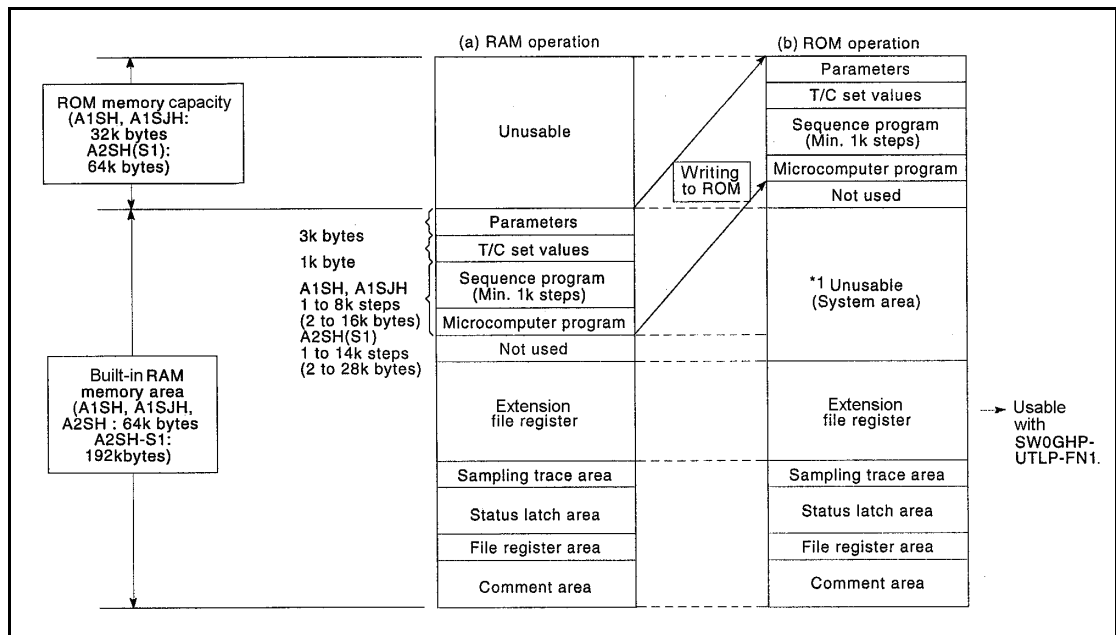 (a) RAM operation
(b) ROM operation
ROM memory capacity
(A1SH, A1SJH:
32k bytes
A2SH(S1):
64k bytes)
Unusable
Parameters
T/C set values
Sequence program
(Min. 1k steps)
Microcomputer program
Not used
Writing
to ROM
3k bytes
1k byte
A1SH, A1SJH
1 to 8k steps
(2 to 16k bytes)
A2SH(S1)
1 to 14k steps
(2 to 28k bytes)
Parameters
T/C set values
Sequence program
(Min. 1k steps)
Microcomputer program
Not used
*1 Unusable
(System area)
Built-in RAM
memory area
(A1SH, A1SJH,
A2SH : 64k bytes
A2SH-S1:
192kbytes)
Extension
file register
Sampling trace area
Status latch area
File register area
Comment area
Extension
file register
Sampling trace area
Status latch area
File register area
Comment area
Usable
with
SW0GHP-
UTLP-FN1.